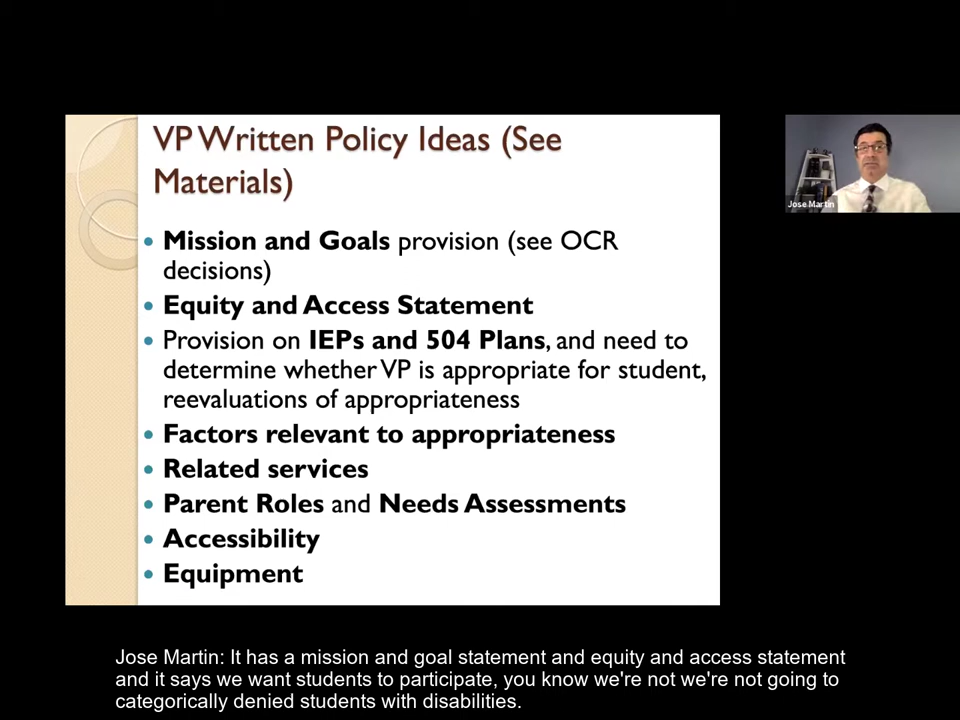 VP Written Policy Ideas (See
Materials)
• Mission and Goals provision (see OCR
decisions)
• Equity and Access Statement
• Provision on IEPs and 504 Plans, and need to
determine whether VP is appropriate for student,
reevaluations of appropriateness
• Factors relevant to appropriateness
• Related services
• Parent Roles and Needs Assessments
• Accessibility
• Equipment
Jose Martin
Jose Martin: It has a mission and goal statement and equity and access statement
and it says we want students to participate, you know we're not we're not going to
categorically denied students with disabilities.